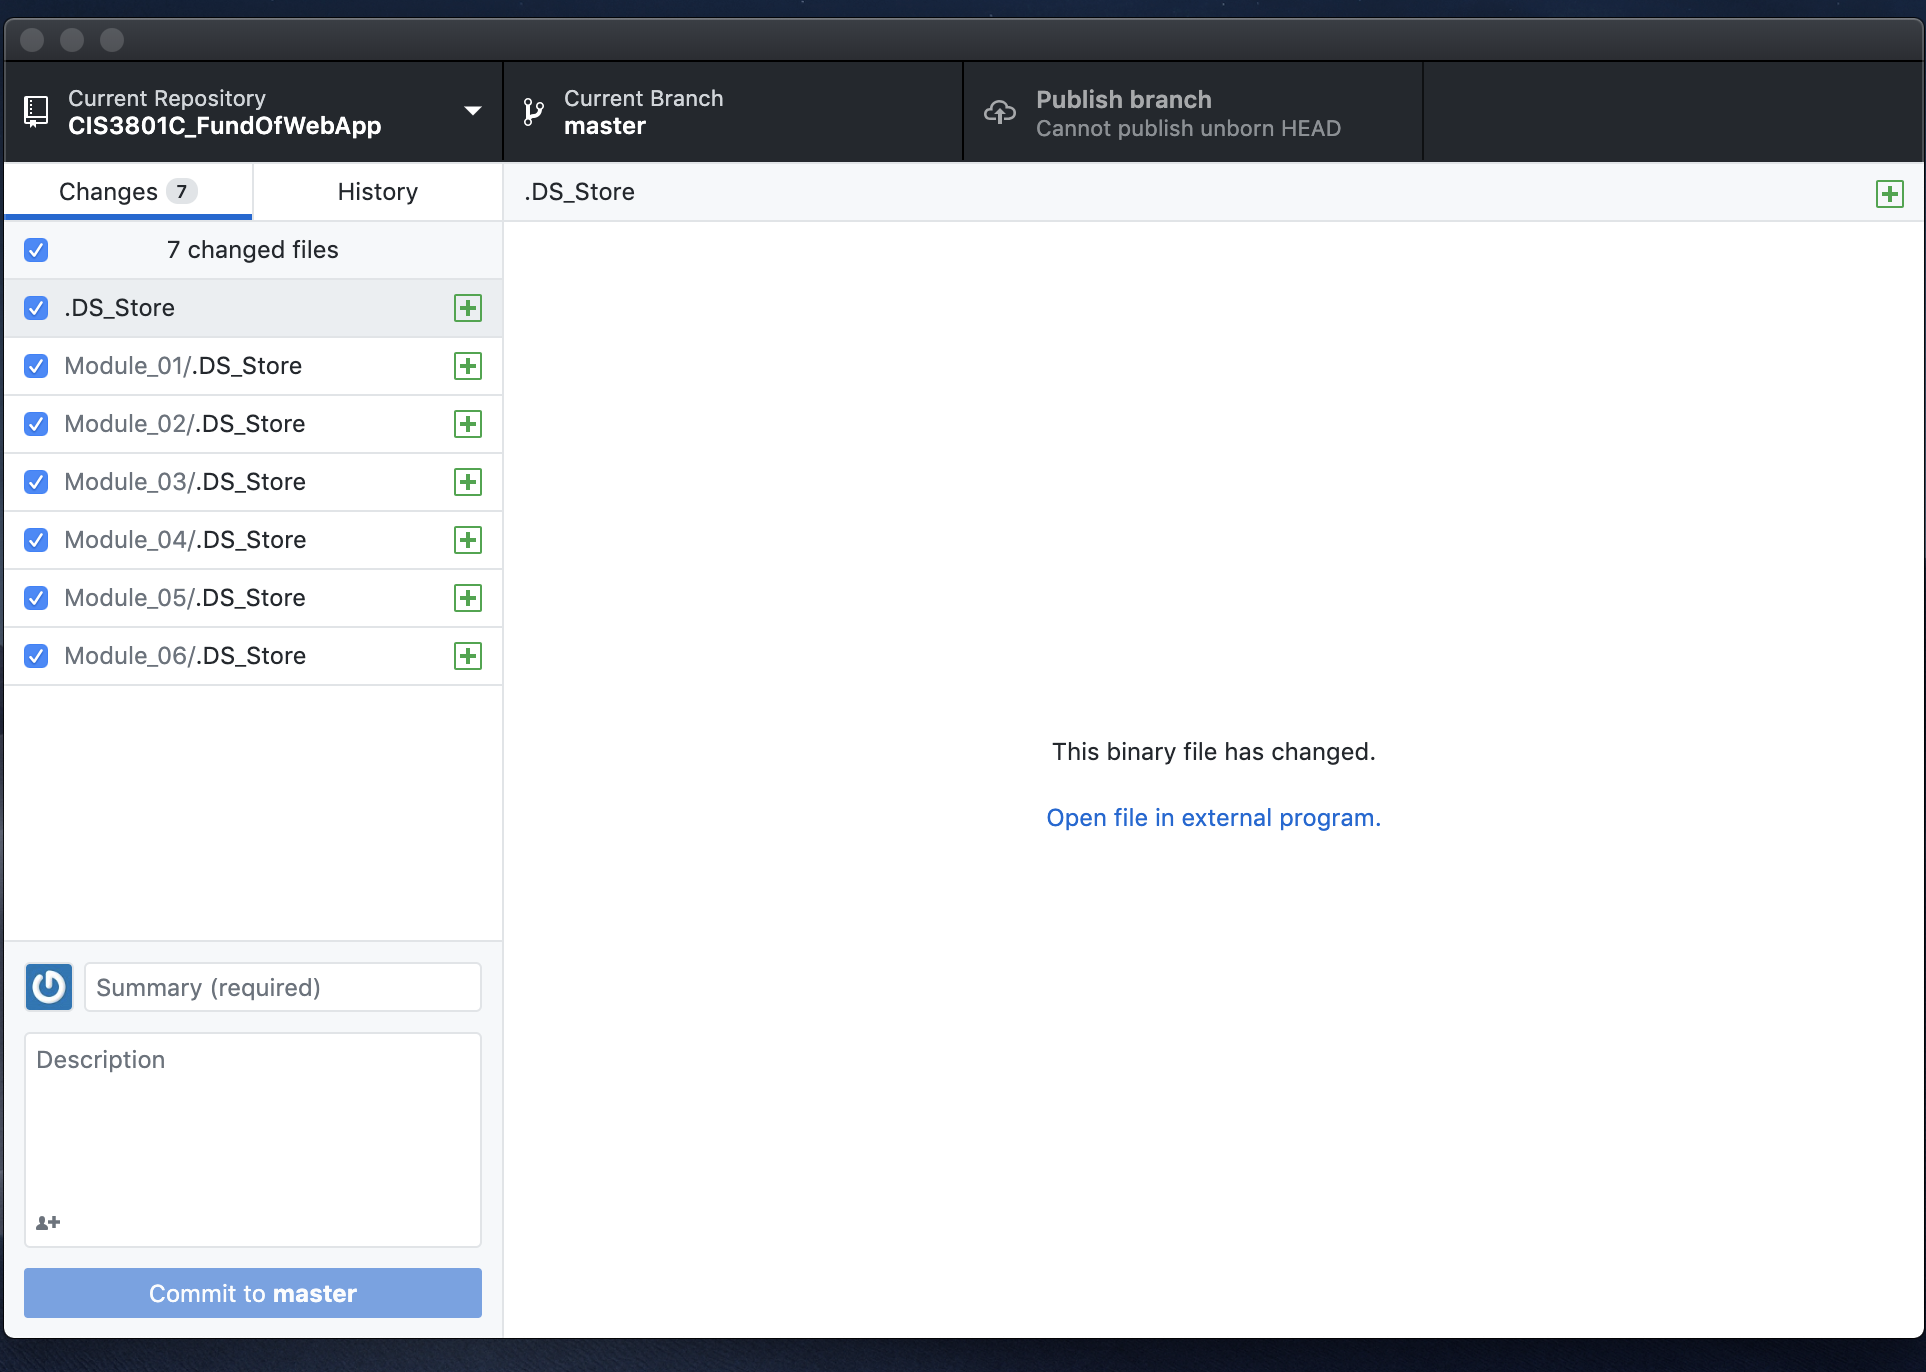 Current Repository
CIS3801C_FundOfWebApp
Current Branch
master
Publish branch
Cannot publish unborn HEAD
Changes 7
History
.DS_Store
7 changed files
.DS_Store
Module_01/.DS_Store
Module_02/.DS_Store
Module_03/.DS_Store
Module_04/.DS_Store
Module_05/.DS_Store
Module_06/.DS_Store
This binary file has changed.
Open file in external program.
Summary (required)
Description
Commit to master